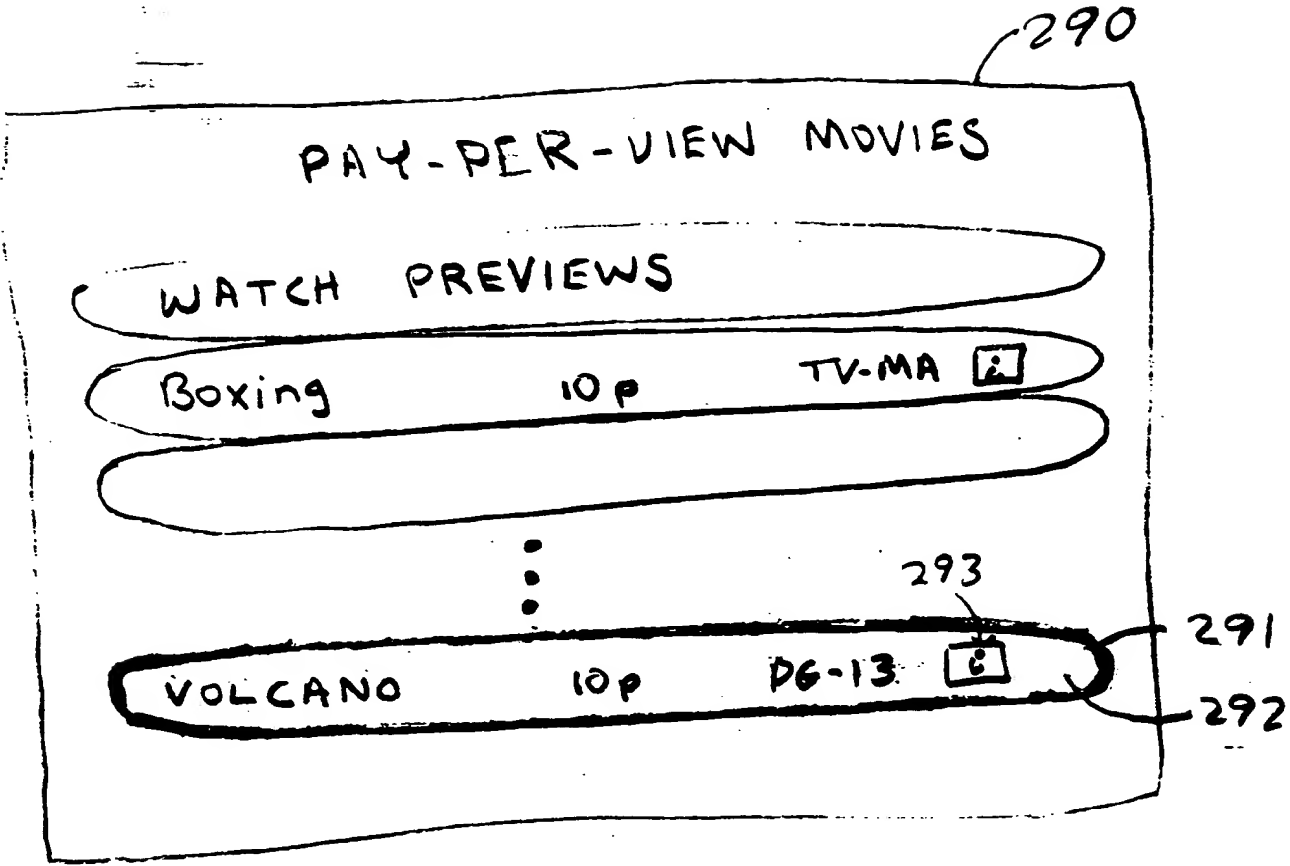 290
PAY-PER-VIEW MOVIES
WATCH PREVIEWS
Boxing 10p TV-MA i
293
291
VOLCANO 10p PG-13 i
292